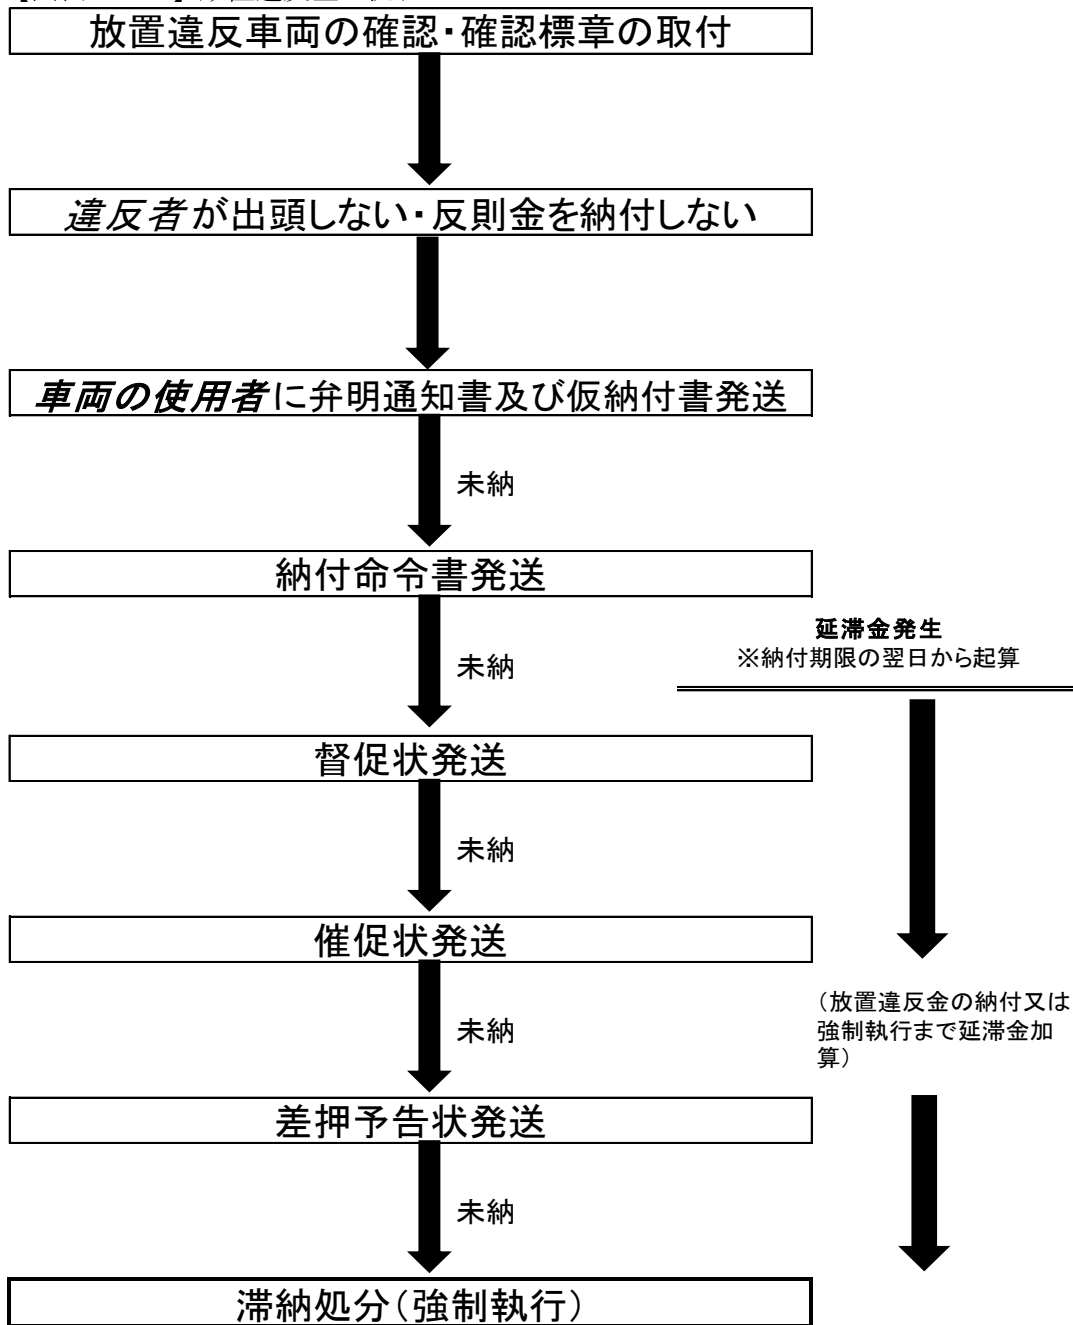 放置違反車両の確認・確認標章の取付
違反者が出頭しない・反則金を納付しない
車両の使用者に弁明通知書及び仮納付書発送
未納
納付命令書発送
延滞金発生
※納付期限の翌日から起算
未納
督促状発送
未納
催促状発送
（放置違反金の納付又は
強制執行まで延滞金加
算）
未納
差押予告状発送
未納
滞納処分（強制執行）